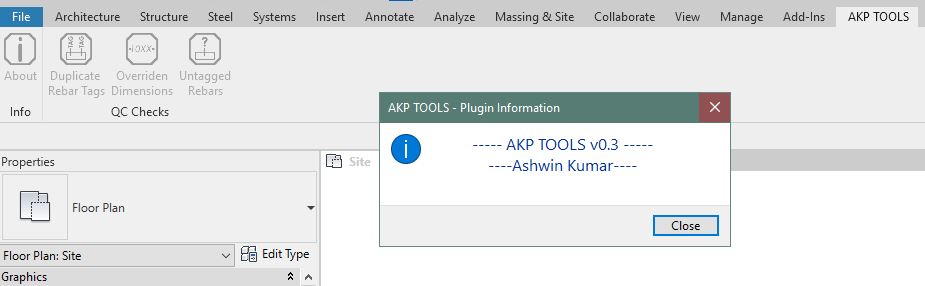 File Architecture Structure Steel Systems Insert Annotate Analyze Massing & Site Collaborate View Manage Add-Ins AKP TOOLS
TAG TAG
10XX
About
Duplicate
Rebar Tags
Overriden
Dimensions
Untagged
Rebars
Info
QC Checks
AKP TOOLS - Plugin Information
----- AKP TOOLS v0.3 -----
----Ashwin Kumar----
Close
Properties
Site
Floor Plan
Floor Plan: Site
Edit Type
Graphics